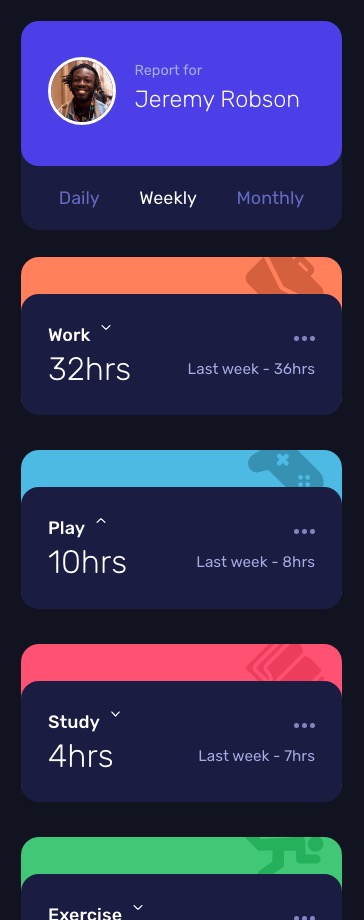 Report for
Jeremy Robson
Daily Weekly Monthly
Work
32hrs
Last week - 36hrs
Play
10hrs
Last week - 8hrs
Study
4hrs
Last week - 7hrs
Exercise